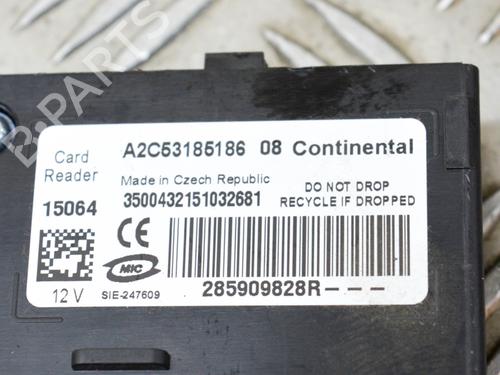 Card Reader
A2C53185186 08 Continental
Made in Czech Republic
15064
3500432151032681
DO NOT DROP
RECYCLE IF DROPPED
CE
MIC
12 V
SIE-247609
285909828R---
B-PARTS